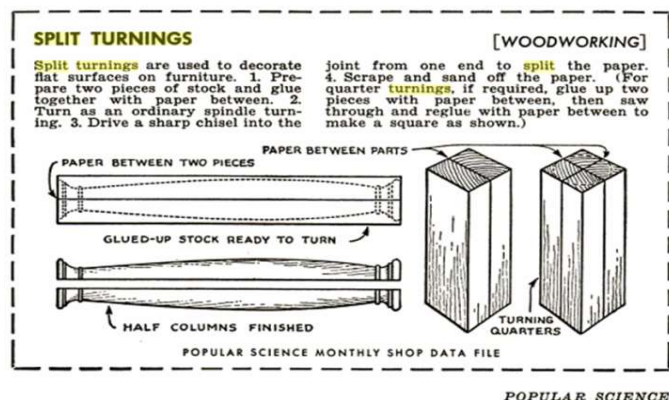 SPLIT TURNINGS
[WOODWORKING]
Split turnings are used to decorate
flat surfaces on furniture. 1. Pre-
pare two pieces of stock and glue
together with paper between. 2.
Turn as an ordinary spindle turn-
ing. 3. Drive a sharp chisel into the
joint from one end to split the paper.
4. Scrape and sand off the paper. (For
quarter turnings, if required, glue up two
pieces with paper between, then saw
through and reglue with paper between to
make a square as shown.)
PAPER BETWEEN PARTS
PAPER BETWEEN TWO PIECES
GLUED-UP STOCK READY TO TURN
HALF COLUMNS FINISHED
TURNING
QUARTERS
POPULAR SCIENCE MONTHLY SHOP DATA FILE
POPULAR SCIENCE